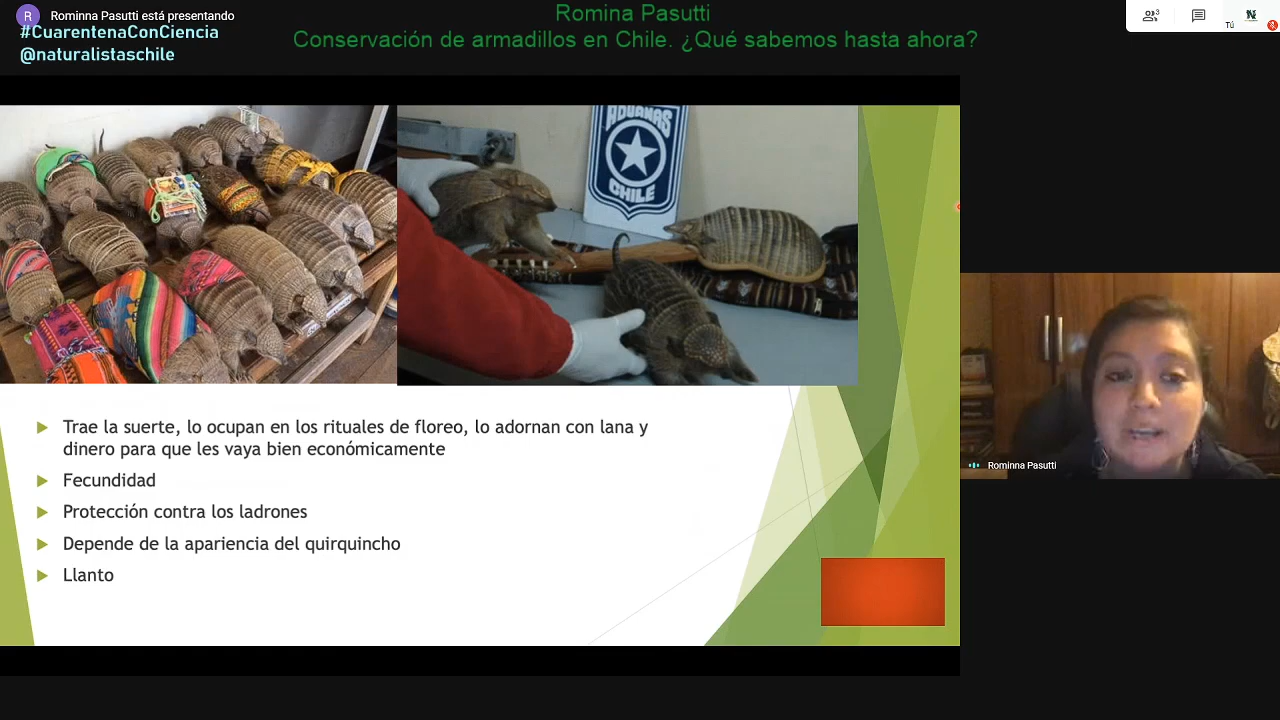 R
Rominna Pasutti está presentando
#CuarentenaConCiencia
@naturalistaschile
Romina Pasutti
Conservación de armadillos en Chile. ¿Qué sabemos hasta ahora?
3
Tú
ADUANAS
CHILE
Trae la suerte, lo ocupan en los rituales de floreo, lo adornan con lana y
dinero para que les vaya bien económicamente
Fecundidad
Protección contra los ladrones
Depende de la apariencia del quirquincho
Llanto
Rominna Pasutti